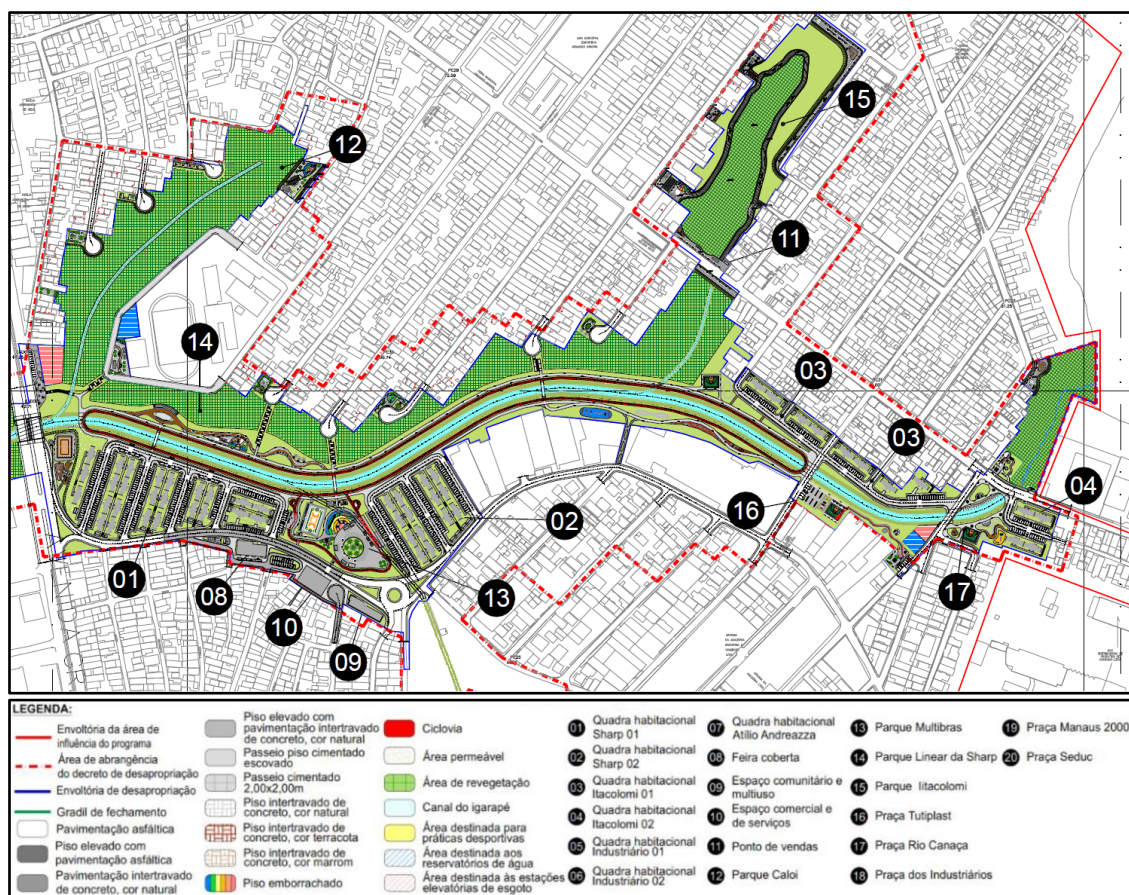 12
15
11
14
03
03
04
02
16
01
08
13
17
10
09
LEGENDA:
Envoltória da área de
influência do programa
Área de abrangência
do decreto de desapropriação
Envoltória de desapropriação
Gradil de fechamento
Pavimentação asfáltica
Piso elevado com
pavimentação asfáltica
Pavimentação intertravado
de concreto, cor natural
Piso elevado com
pavimentação intertravado
de concreto, cor natural
Passeio piso cimentado
escovado
Passeio cimentado
2,00x2,00m
Piso intertravado de
concreto, cor natural
Piso intertravado de
concreto, cor terracota
Piso intertravado de
concreto, cor marrom
Piso emborrachado
Ciclovia
Área permeável
Área de revegetação
Canal do igarapé
Área destinada para
práticas desportivas
Área destinada aos
reservatórios de água
Área destinada às estações
elevatórias de esgoto
01 Quadra habitacional
Sharp 01
02 Quadra habitacional
Sharp 02
03 Quadra habitacional
Itacolomi 01
04 Quadra habitacional
Itacolomi 02
05 Quadra habitacional
Industriário 01
06 Quadra habitacional
Industriário 02
07 Quadra habitacional
Atílio Andreazza
08 Feira coberta
09 Espaço comunitário e
multiuso
10 Espaço comercial e
de serviços
11 Ponto de vendas
12 Parque Caloi
13 Parque Multibras
14 Parque Linear da Sharp
15 Parque Iitacolomi
16 Praça Tutiplast
17 Praça Rio Canaça
18 Praça dos Industriários
19 Praça Manaus 2000
20 Praça Seduc